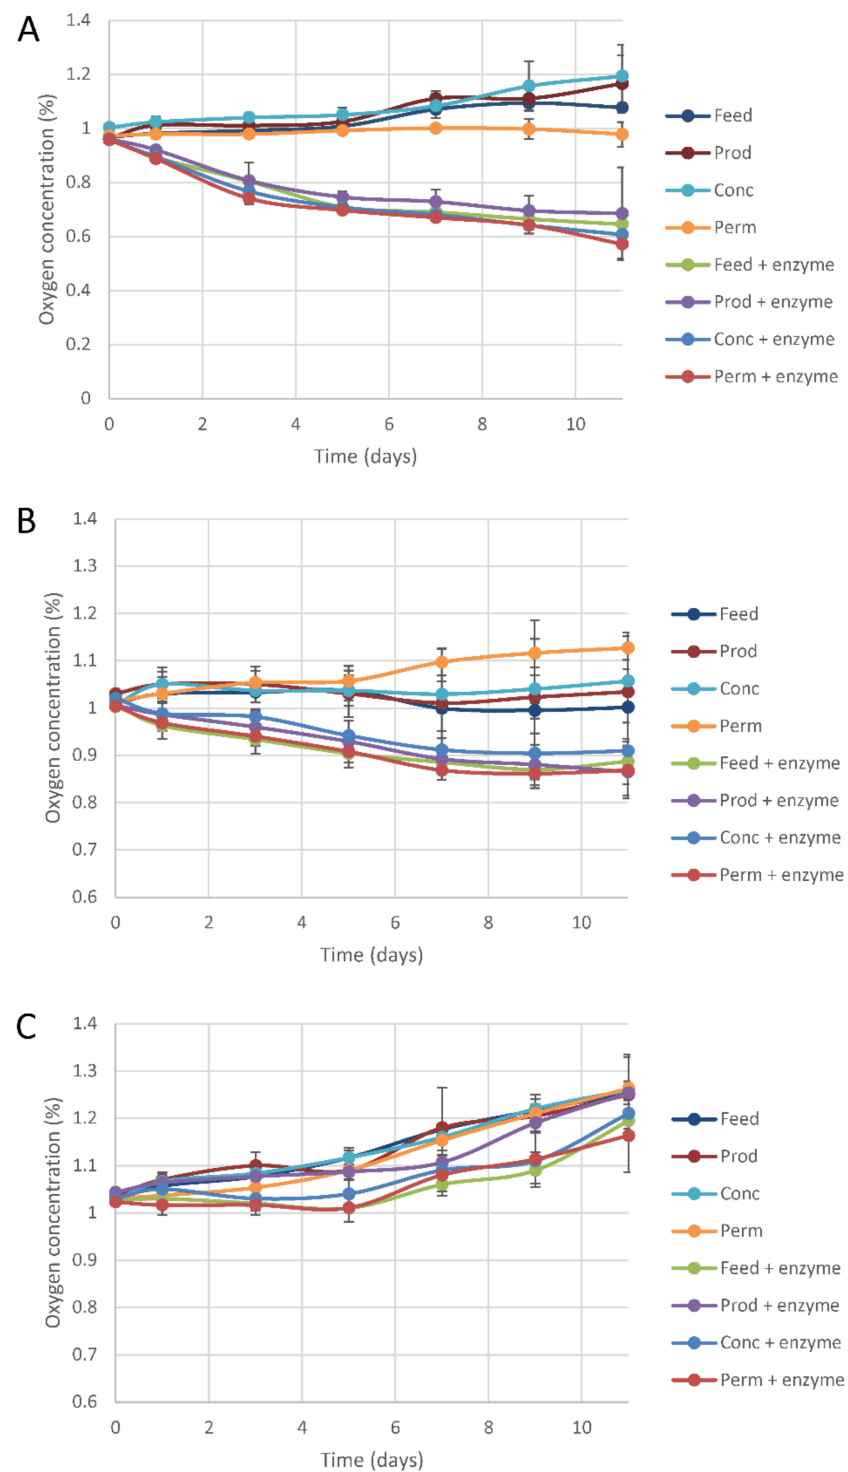 A
1.4
1.2
1
0.8
0.6
0.4
0.2
0
Oxygen concentration (%)
0 2 4 6 8 10
Time (days)
Feed
Prod
Conc
Perm
Feed + enzyme
Prod + enzyme
Conc + enzyme
Perm + enzyme
B
1.4
1.3
1.2
1.1
1
0.9
0.8
0.7
0.6
Oxygen concentration (%)
0 2 4 6 8 10
Time (days)
Feed
Prod
Conc
Perm
Feed + enzyme
Prod + enzyme
Conc + enzyme
Perm + enzyme
C
1.4
1.3
1.2
1.1
1
0.9
0.8
0.7
0.6
Oxygen concentration (%)
0 2 4 6 8 10
Time (days)
Feed
Prod
Conc
Perm
Feed + enzyme
Prod + enzyme
Conc + enzyme
Perm + enzyme